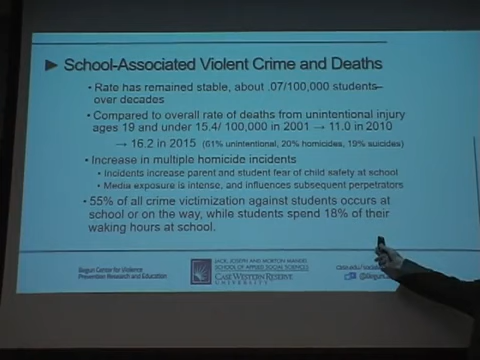 ► School-Associated Violent Crime and Deaths
• Rate has remained stable, about .07/100,000 students–
over decades
• Compared to overall rate of deaths from unintentional injury
ages 19 and under 15.4/ 100,000 in 2001 → 11.0 in 2010
→ 16.2 in 2015 (61% unintentional, 20% homicides, 19% suicides)
• Increase in multiple homicide incidents
• Incidents increase parent and student fear of child safety at school
• Media exposure is intense, and influences subsequent perpetrators
• 55% of all crime victimization against students occurs at
school or on the way, while students spend 18% of their
waking hours at school.
Begun Center for Violence
Prevention Research and Education
JACK, JOSEPH AND MORTON MANDEL
SCHOOL OF APPLIED SOCIAL SCIENCES
CASE WESTERN RESERVE
UNIVERSITY